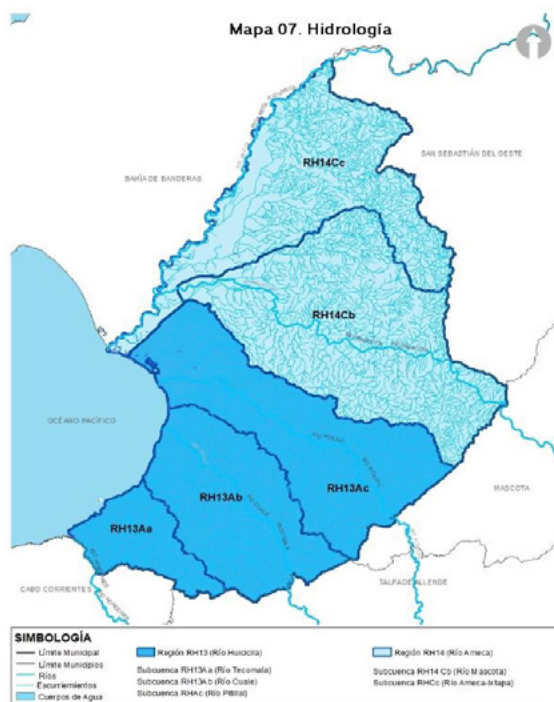 Mapa 07. Hidrología
RH14Cc
SAN SEBASTIÁN DEL OESTE
BAHÍA DE BANDERAS
RH14Cb
OCÉANO PACÍFICO
RH13Ac
MASCOTA
RH13Ab
RH13Aa
CABO CORRIENTES
TALPA DE ALLENDE
SIMBOLOGÍA
Límite Municipal
Límite Municipios
Ríos
Escurrimientos
Cuerpos de Agua
Región RH13 (Río Huicicila)
Subcuenca RH13Aa (Río Tecomala)
Subcuenca RH13Ab (Río Cuale)
Subcuenca RHAc (Río Pitillal)
Región RH14 (Río Ameca)
Subcuenca RH14 Cb (Río Mascota)
Subcuenca RHCc (Río Ameca-Ixtapa)